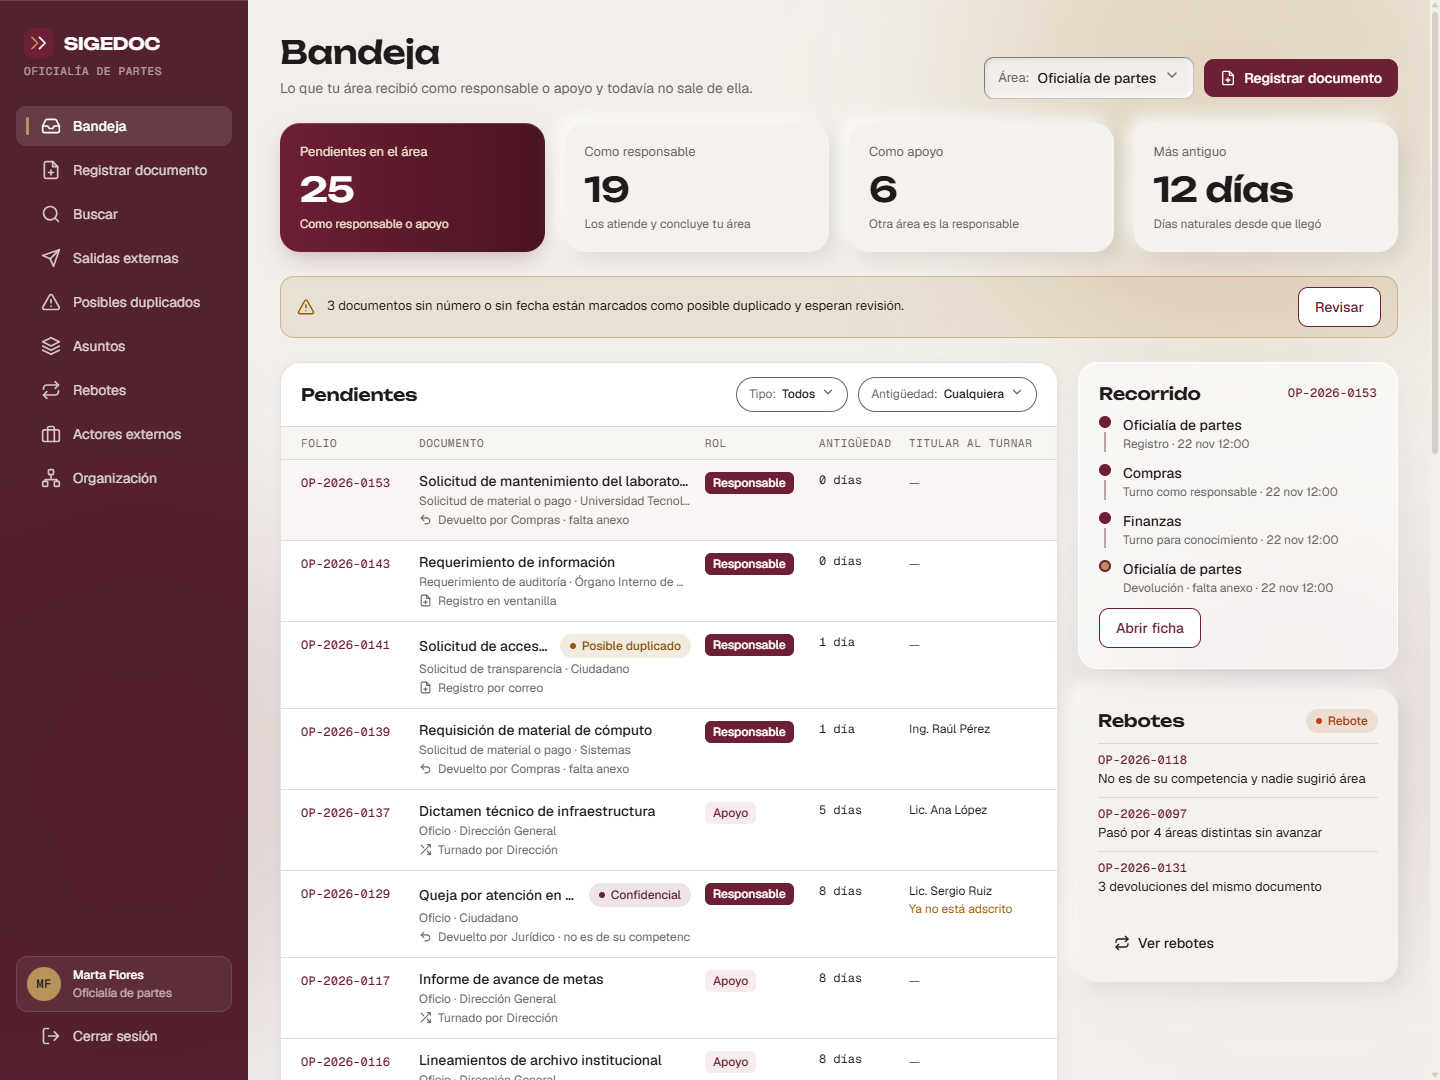 SIGEDOC
OFICIALÍA DE PARTES
Bandeja
Registrar documento
Buscar
Salidas externas
Posibles duplicados
Asuntos
Rebotes
Actores externos
Organización
MF
Marta Flores
Oficialía de partes
Cerrar sesión
Bandeja
Lo que tu área recibió como responsable o apoyo y todavía no sale de ella.
Área: Oficialía de partes
Registrar documento
Pendientes en el área
25
Como responsable o apoyo
Como responsable
19
Los atiende y concluye tu área
Como apoyo
6
Otra área es la responsable
Más antiguo
12 días
Días naturales desde que llegó
3 documentos sin número o sin fecha están marcados como posible duplicado y esperan revisión.
Revisar
Pendientes
Tipo: Todos
Antigüedad: Cualquiera
FOLIO DOCUMENTO ROL ANTIGÜEDAD TITULAR AL TURNAR
OP-2026-0153 Solicitud de mantenimiento del laborato... Responsable 0 días —
Solicitud de material o pago · Universidad Tecnol...
Devuelto por Compras · falta anexo
OP-2026-0143 Requerimiento de información Responsable 0 días —
Requerimiento de auditoría · Órgano Interno de ...
Registro en ventanilla
OP-2026-0141 Solicitud de acces... Posible duplicado Responsable 1 día —
Solicitud de transparencia · Ciudadano
Registro por correo
OP-2026-0139 Requisición de material de cómputo Responsable 1 día Ing. Raúl Pérez
Solicitud de material o pago · Sistemas
Devuelto por Compras · falta anexo
OP-2026-0137 Dictamen técnico de infraestructura Apoyo 5 días Lic. Ana López
Oficio · Dirección General
Turnado por Dirección
OP-2026-0129 Queja por atención en ... Confidencial Responsable 8 días Lic. Sergio Ruiz
Oficio · Ciudadano Ya no está adscrito
Devuelto por Jurídico · no es de su competenc
OP-2026-0117 Informe de avance de metas Apoyo 8 días —
Oficio · Dirección General
Turnado por Dirección
OP-2026-0116 Lineamientos de archivo institucional Apoyo 8 días —
Oficio · Dirección General
Recorrido OP-2026-0153
Oficialía de partes
Registro · 22 nov 12:00
Compras
Turno como responsable · 22 nov 12:00
Finanzas
Turno para conocimiento · 22 nov 12:00
Oficialía de partes
Devolución · falta anexo · 22 nov 12:00
Abrir ficha
Rebotes
Rebote
OP-2026-0118
No es de su competencia y nadie sugirió área
OP-2026-0097
Pasó por 4 áreas distintas sin avanzar
OP-2026-0131
3 devoluciones del mismo documento
Ver rebotes